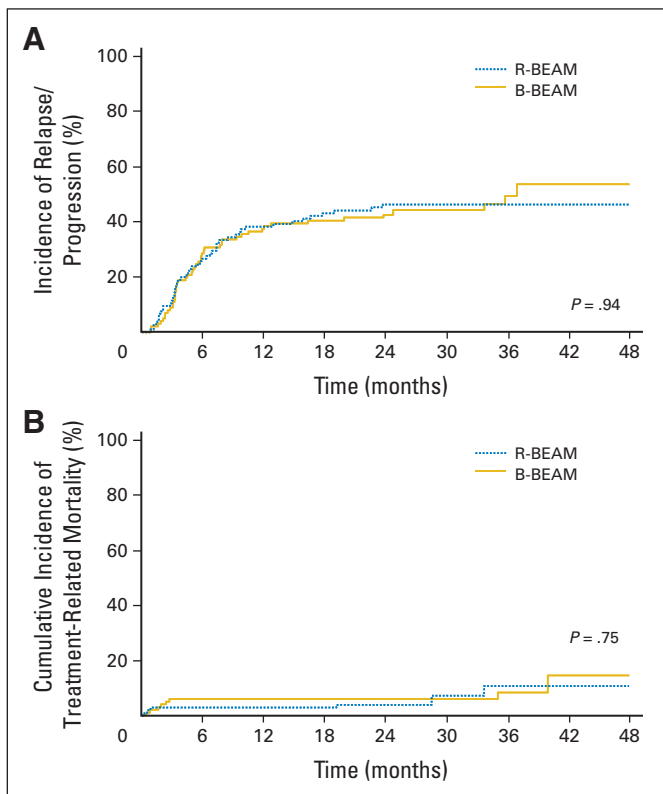 A
100
80
60
40
20
0
6
12
18
24
30
36
42
48
Incidence of Relapse/
Progression (%)
Time (months)
R-BEAM
B-BEAM
P = .94
B
100
80
60
40
20
0
6
12
18
24
30
36
42
48
Cumulative Incidence of
Treatment-Related Mortality (%)
Time (months)
R-BEAM
B-BEAM
P = .75